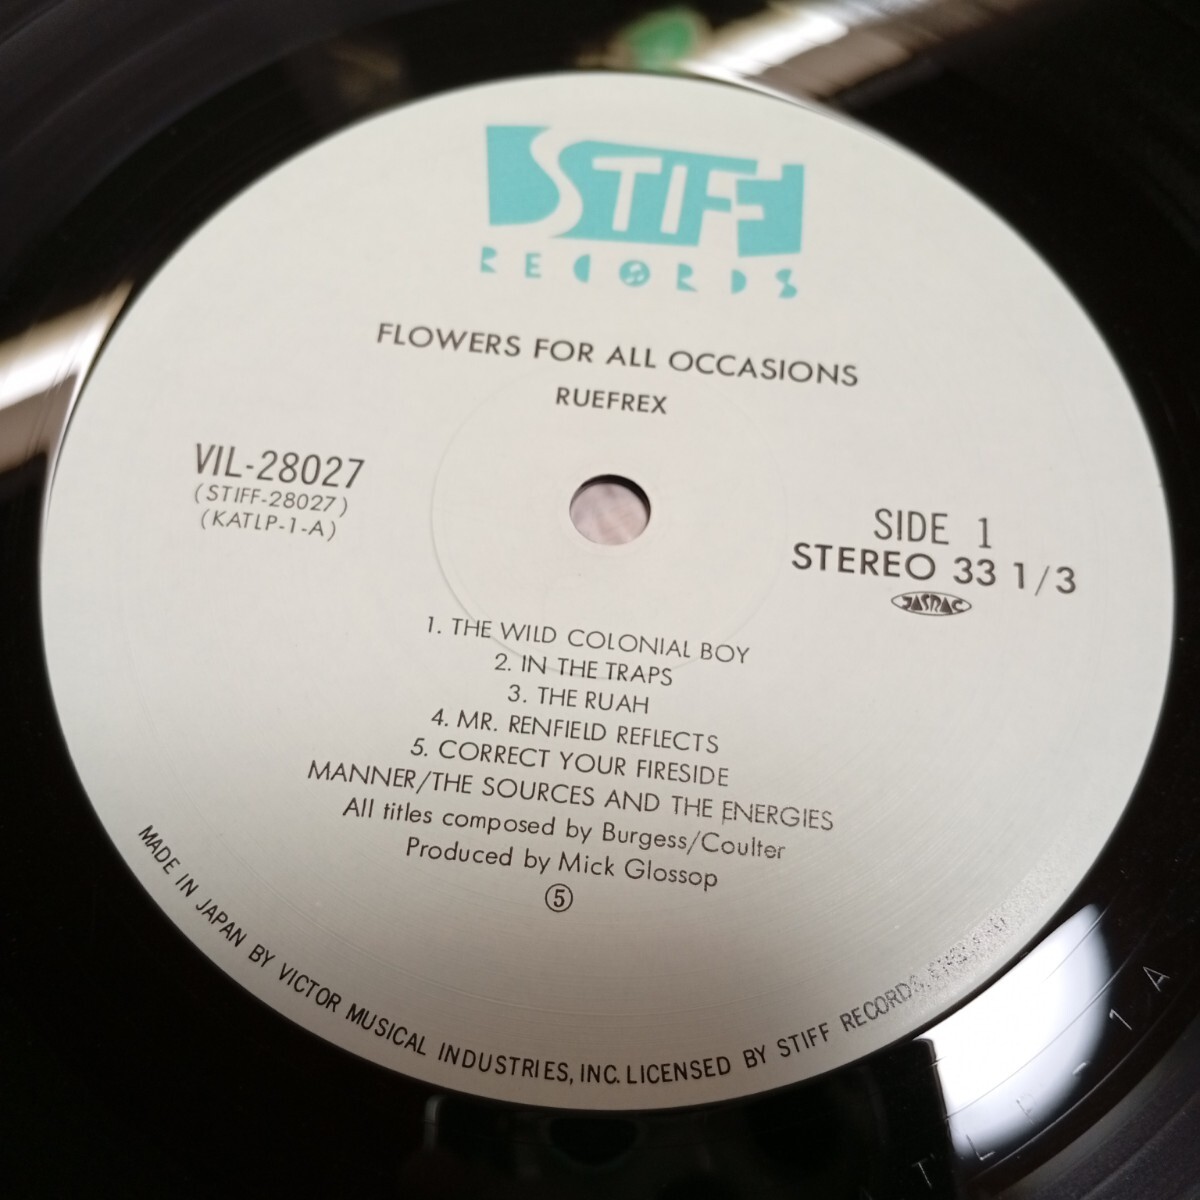 STIFF
RECORDS
FLOWERS FOR ALL OCCASIONS
RUEFREX
VIL-28027
(STIFF-28027)
(KATLP-1-A)
SIDE 1
STEREO 33 1/3
JASRAC
1. THE WILD COLONIAL BOY
2. IN THE TRAPS
3. THE RUAH
4. MR. RENFIELD REFLECTS
5. CORRECT YOUR FIRESIDE
MANNER/THE SOURCES AND THE ENERGIES
All titles composed by Burgess/Coulter
Produced by Mick Glossop
⑤
MADE IN JAPAN BY VICTOR MUSICAL INDUSTRIES, INC. LICENSED BY STIFF RECORDS, ENGLAND
ATLP-1A